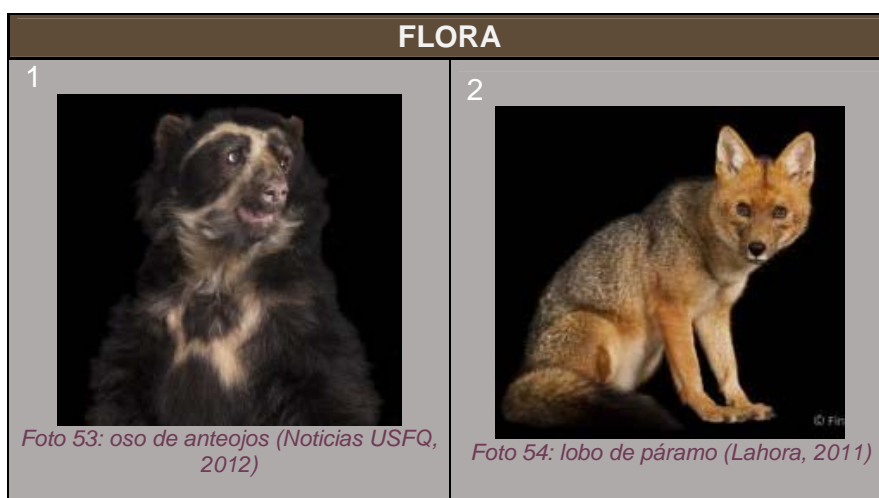 FLORA
1
2
Foto 53: oso de anteojos (Noticias USFQ,
2012)
Foto 54: lobo de páramo (Lahora, 2011)